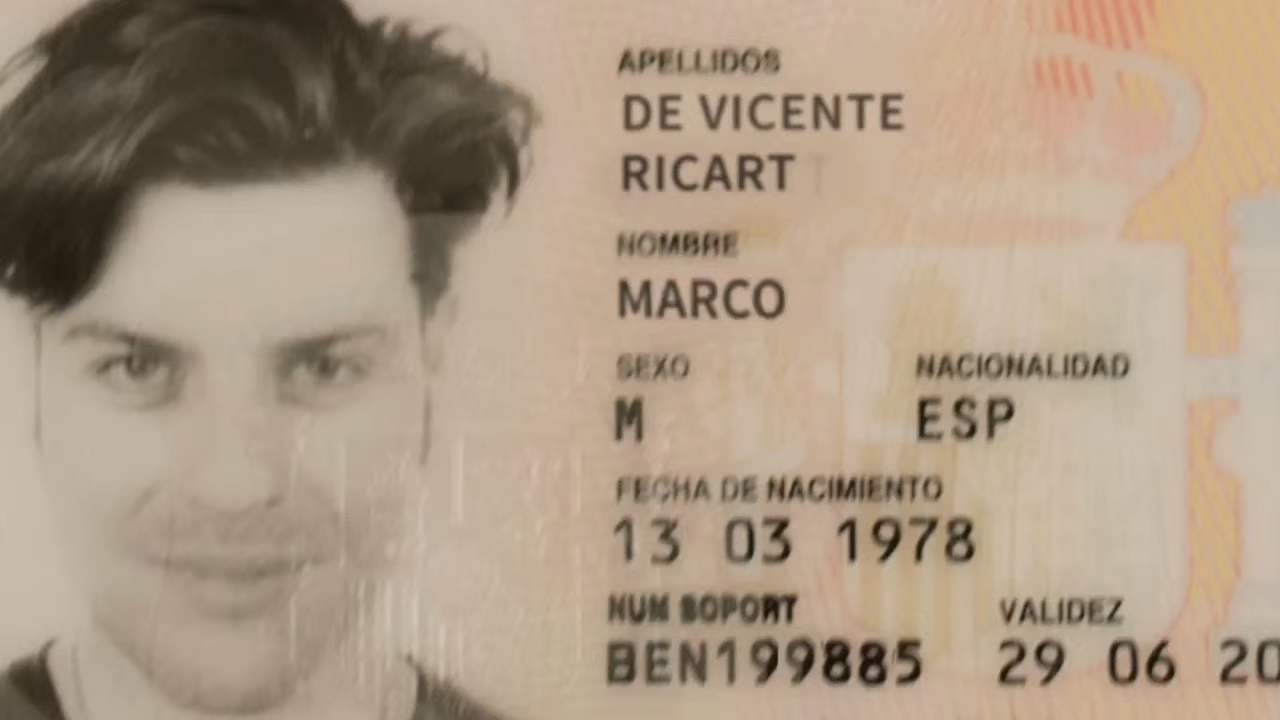 APELLIDOS
DE VICENTE
RICART
NOMBRE
MARCO
SEXO NACIONALIDAD
M ESP
FECHA DE NACIMIENTO
13 03 1978
NUM SOPORT VALIDEZ
BEN199885 29 06 20